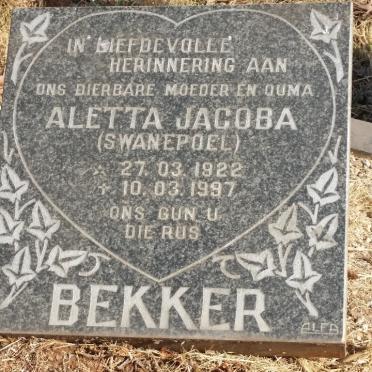 IN LIEFDEVOLLE
HERINNERING AAN
ONS DIERBARE MOEDER EN OUMA
ALETTA JACOBA
(SWANEPOEL)
☆ 27.03.1922
+ 10.03.1997
ONS GUN U
DIE RUS
BEKKER
ALFA